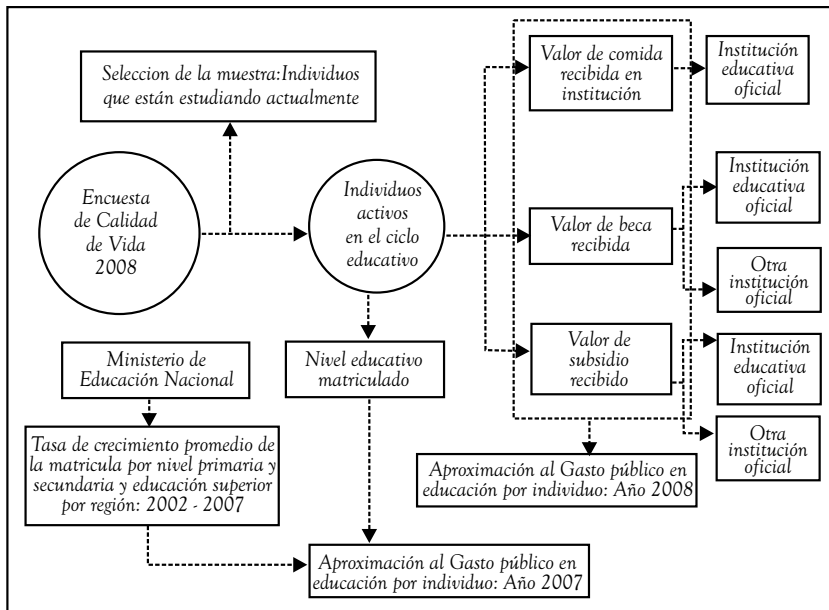 Seleccion de la muestra:Individuos
que están estudiando actualmente
Encuesta
de Calidad
de Vida
2008
Individuos
activos
en el ciclo
educativo
Valor de comida
recibida en
institución
Institución
educativa
oficial
Valor de beca
recibida
Institución
educativa
oficial
Otra
institución
oficial
Valor de
subsidio
recibido
Institución
educativa
oficial
Otra
institución
oficial
Ministerio de
Educación Nacional
Nivel educativo
matriculado
Tasa de crecimiento promedio de
la matricula por nivel primaria y
secundaria y educación superior
por región: 2002 - 2007
Aproximación al Gasto público en
educación por individuo: Año 2008
Aproximación al Gasto público en
educación por individuo: Año 2007